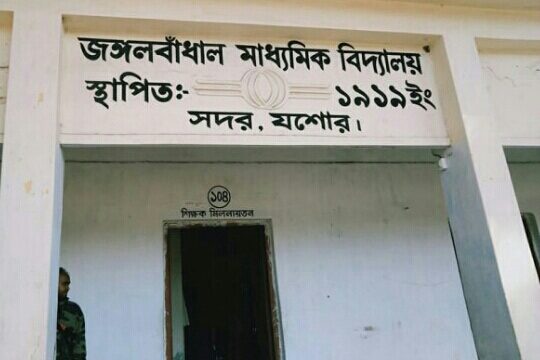 জঙ্গলবাঁধাল মাধ্যমিক বিদ্যালয়
স্থাপিত:- ১৯১৯ইং
সদর, যশোর।
১০৪
শিক্ষক মিলনায়তন